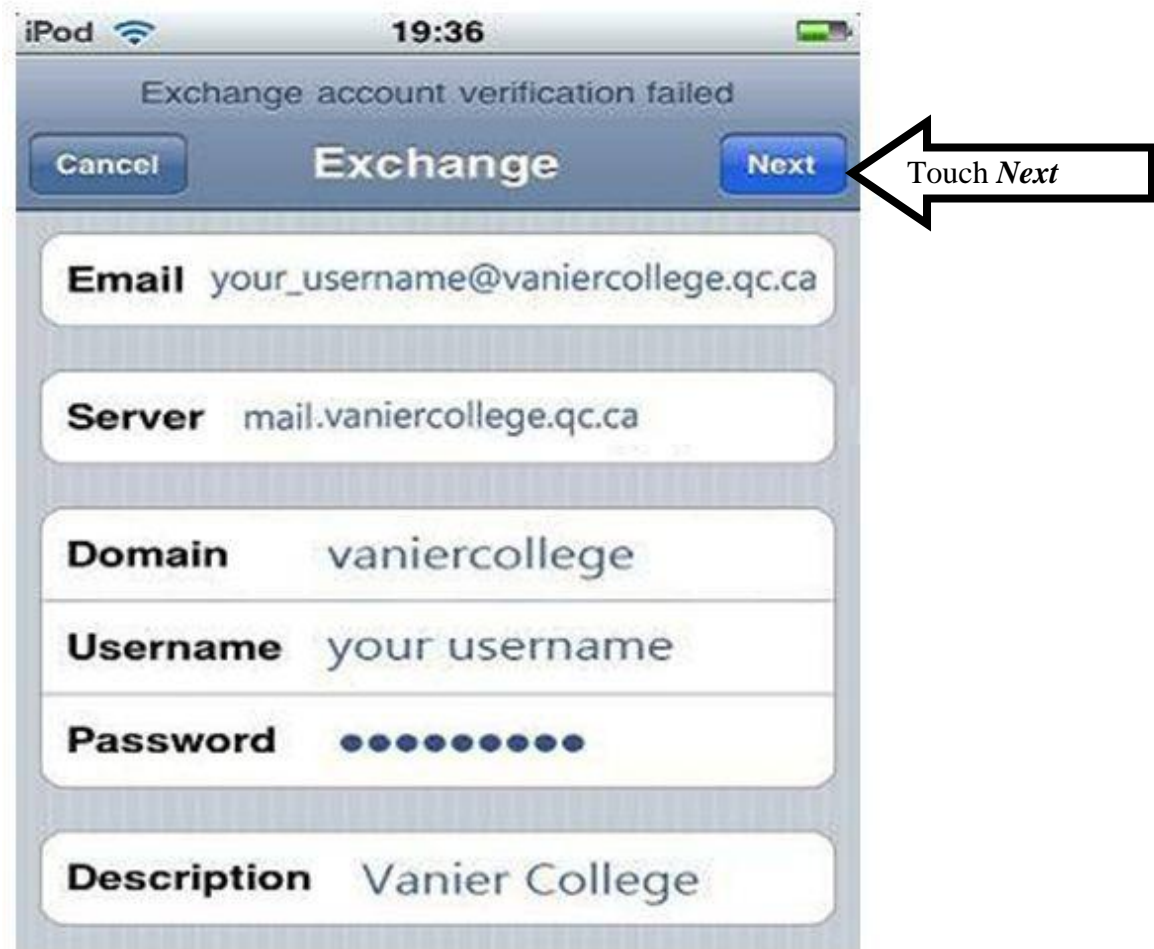 iPod 19:36
Exchange account verification failed
Cancel Exchange Next
Touch Next
Email your_username@vaniercollege.qc.ca
Server mail.vaniercollege.qc.ca
Domain vaniercollege
Username your username
Password •••••••••
Description Vanier College